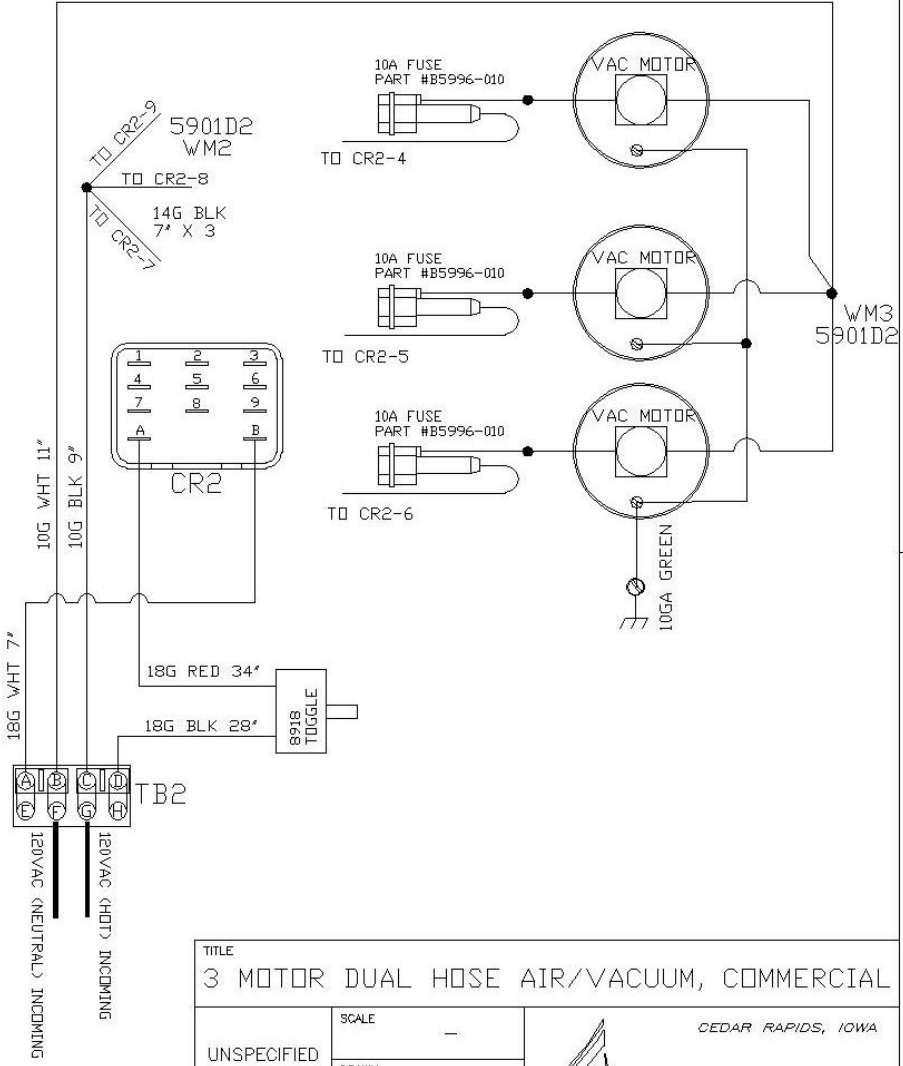 10A FUSE
PART #B5996-010
VAC MOTOR
TO CR2-4
TO CR2-9
5901D2
WM2
TO CR2-8
14G BLK
7" X 3
TO CR2-7
10A FUSE
PART #B5996-010
VAC MOTOR
TO CR2-5
WM3
5901D2
1 2 3
4 5 6
7 8 9
A B
CR2
10A FUSE
PART #B5996-010
VAC MOTOR
TO CR2-6
10G WHT 11"
10G BLK 9"
10GA GREEN
18G WHT 7"
18G RED 34"
18G BLK 28"
8918
TOGGLE
A B C D
E F G H
TB2
120VAC (NEUTRAL) INCOMING
120VAC (HOT) INCOMING
TITLE
3 MOTOR DUAL HOSE AIR/VACUUM, COMMERCIAL
SCALE
-
CEDAR RAPIDS, IOWA
UNSPECIFIED